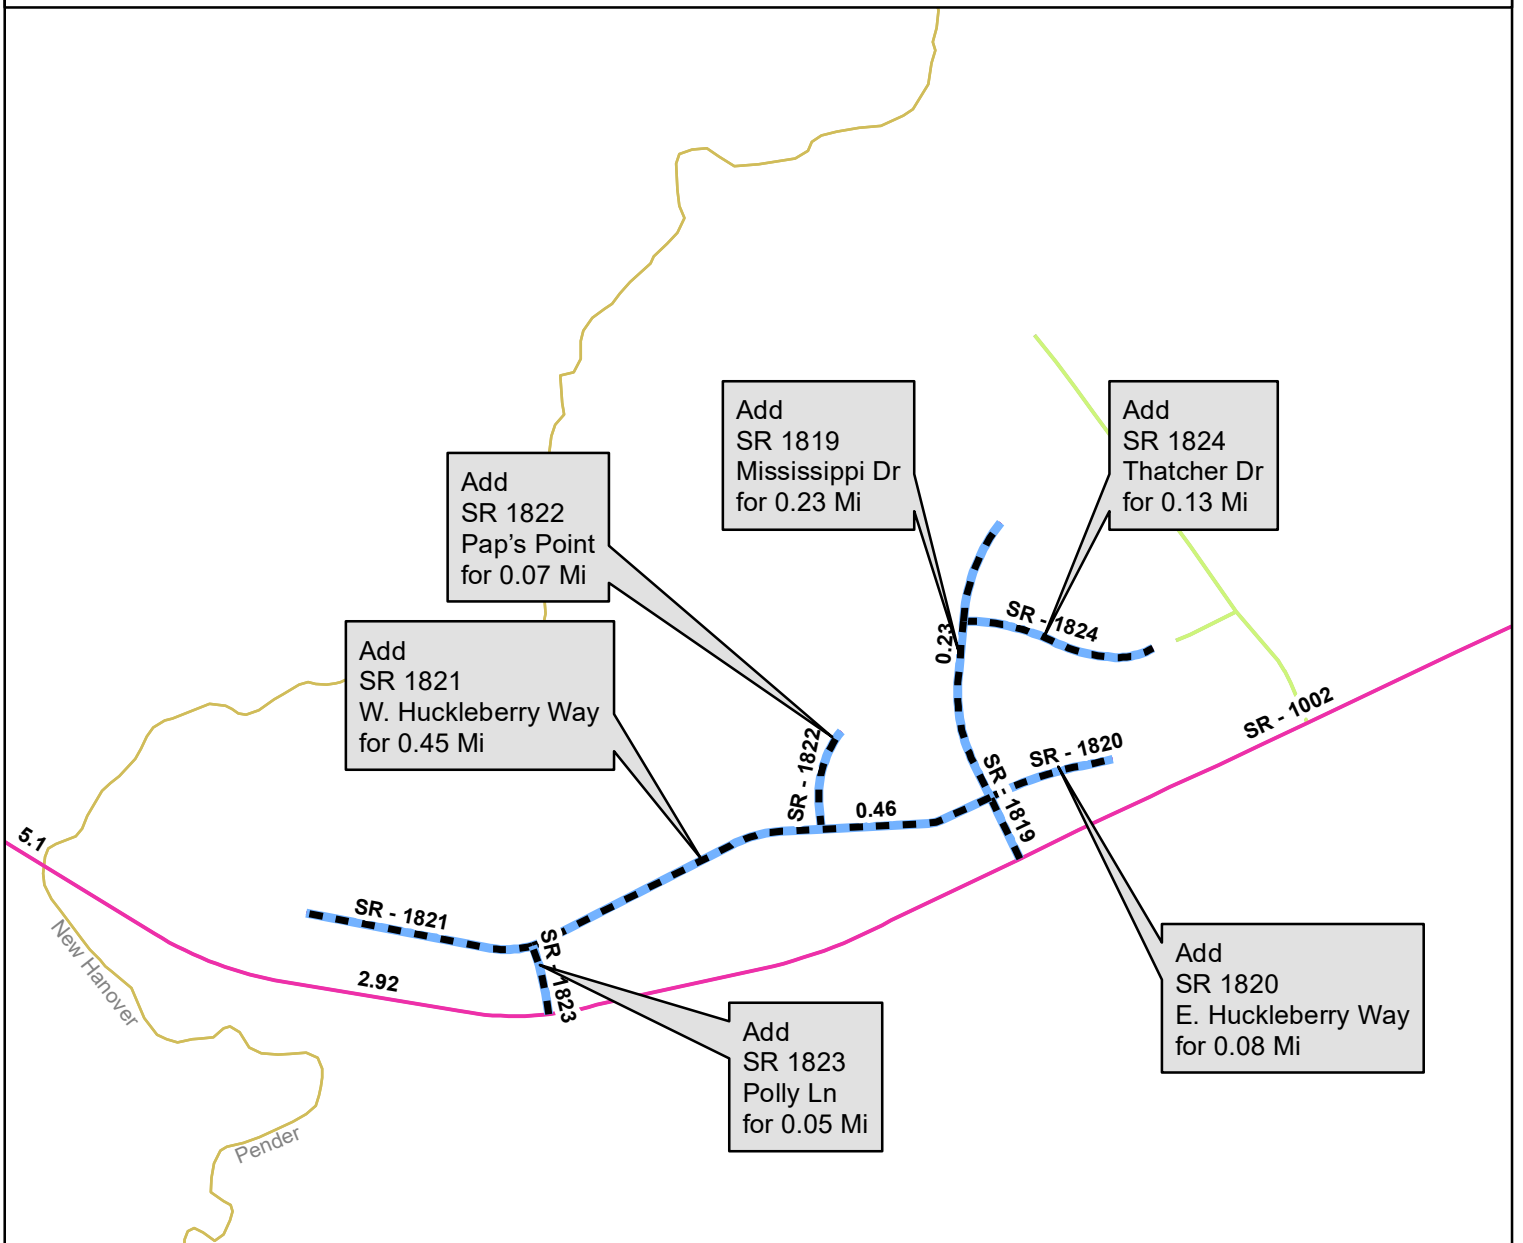 Add
SR 1819
Mississippi Dr
for 0.23 Mi
Add
SR 1824
Thatcher Dr
for 0.13 Mi
Add
SR 1822
Pap’s Point
for 0.07 Mi
Add
SR 1821
W. Huckleberry Way
for 0.45 Mi
SR - 1824
0.23
SR - 1002
SR - 1822
SR - 1820
SR - 1819
0.46
5.1
SR - 1821
SR - 1823
2.92
New Hanover
Pender
Add
SR 1820
E. Huckleberry Way
for 0.08 Mi
Add
SR 1823
Polly Ln
for 0.05 Mi